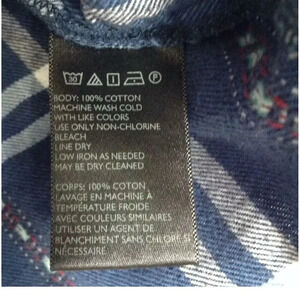 BODY: 100% COTTON
MACHINE WASH COLD
WITH LIKE COLORS
USE ONLY NON-CHLORINE
BLEACH
LINE DRY
LOW IRON AS NEEDED
MAY BE DRY CLEANED
CORPS: 100% COTON
LAVAGE EN MACHINE À
TEMPÉRATURE FROIDE
AVEC COULEURS SIMILAIRES
UTILISER UN AGENT DE
BLANCHIMENT SANS CHLORE SI
NÉCESSAIRE